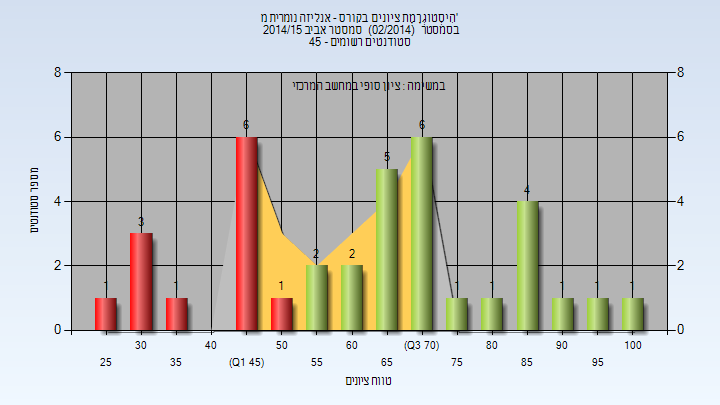 היסטוגרמת ציונים בקורס - אנליזה נומרית מ'
בסמסטר (02/2014) סמסטר אביב 2014/15
סטודנטים רשומים - 45
במשימה : ציון סופי במחשב המרכזי
8 8
6 6
4 4
2 2
0 0
מספר סטודנטים
1 3 1 6 1 2 2 5 6 1 1 4 1 1 1
30 40 50 60 (Q3 70) 80 90 100
25 35 (Q1 45) 55 65 75 85 95
טווח ציונים